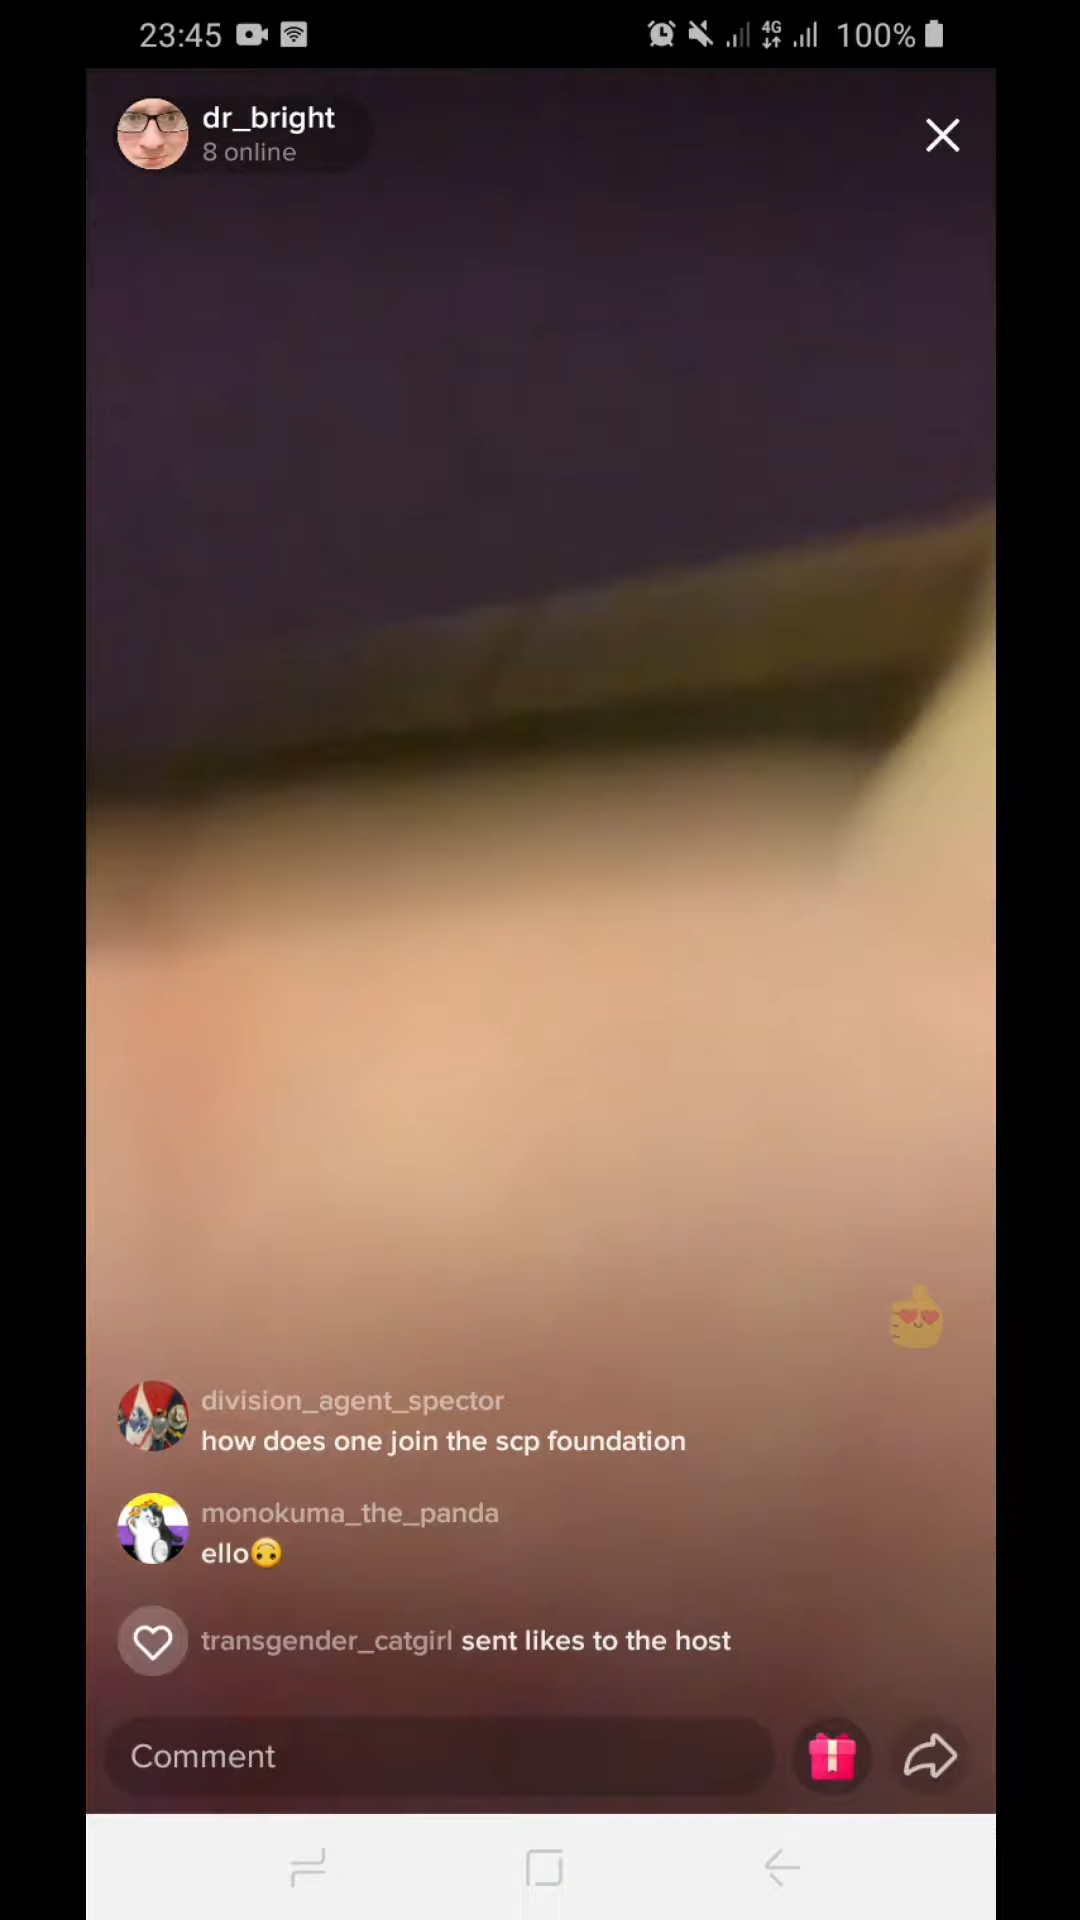 23:45
4G
100%
dr_bright
8 online
division_agent_spector
how does one join the scp foundation
monokuma_the_panda
ello🙃
transgender_catgirl sent likes to the host
Comment